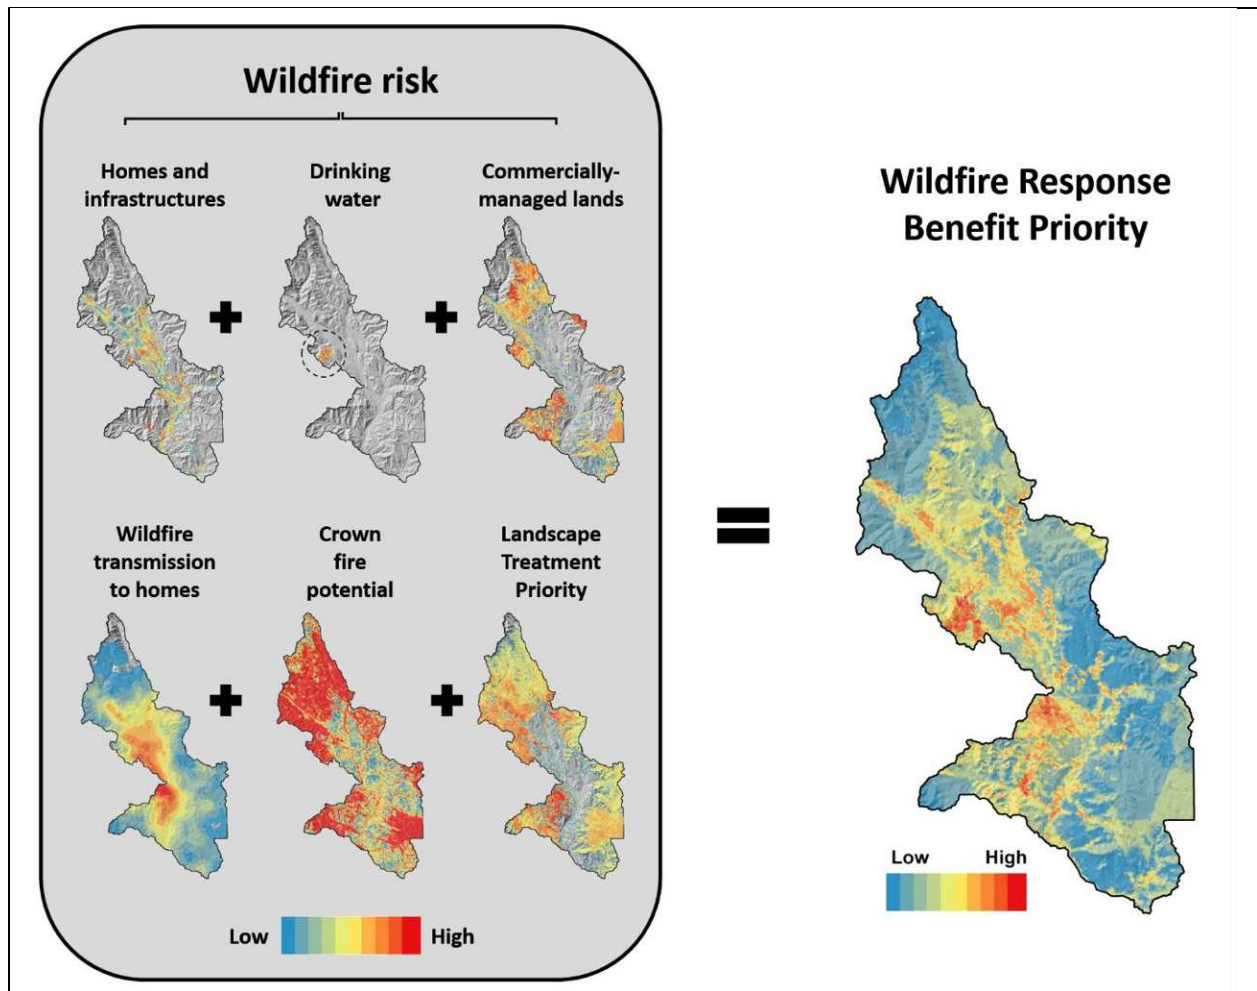 Wildfire risk
Homes and
infrastructures
Drinking
water
Commercially-
managed lands
Wildfire
transmission
to homes
Crown
fire
potential
Landscape
Treatment
Priority
Low
High
Wildfire Response
Benefit Priority
Low
High